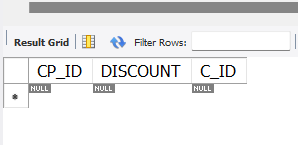 Result Grid Filter Rows:
CP_ID DISCOUNT C_ID
* NULL NULL NULL